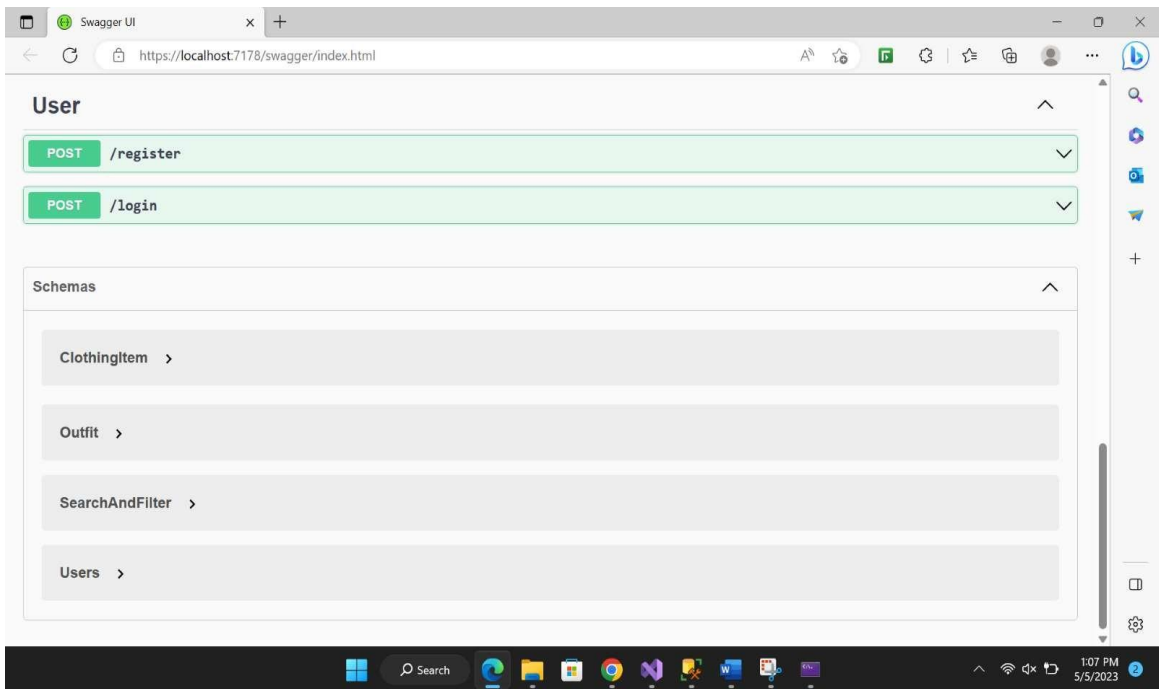 Swagger UI
https://localhost:7178/swagger/index.html
User
POST /register
POST /login
Schemas
ClothingItem
Outfit
SearchAndFilter
Users
Search
1:07 PM
5/5/2023
2